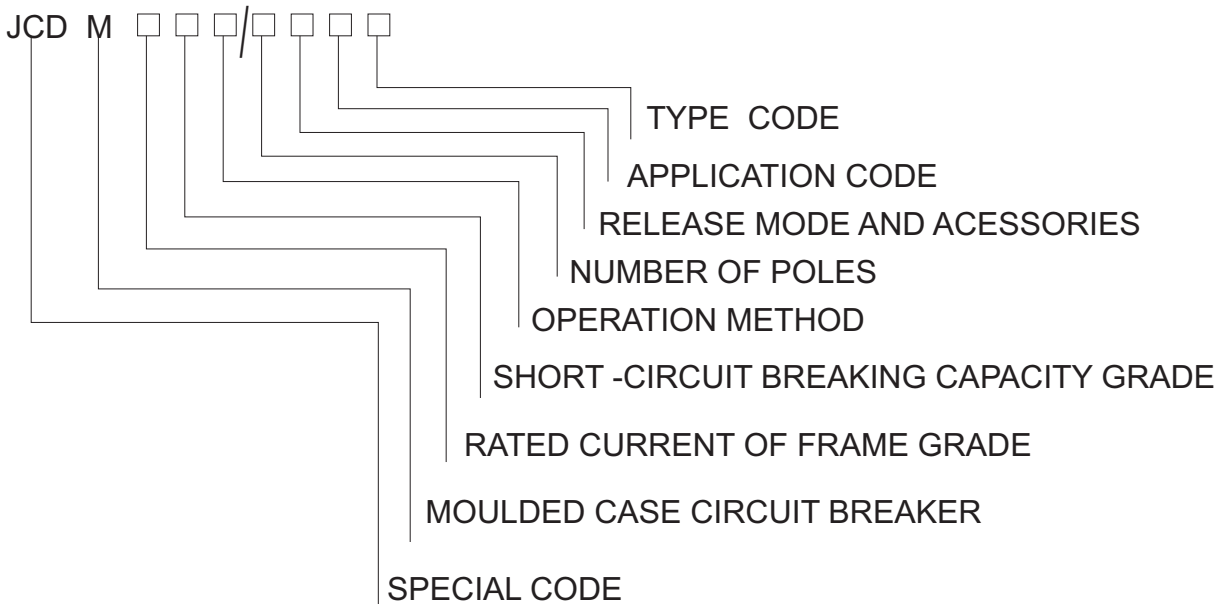 JCD M □ □ □ / □ □ □ □
TYPE CODE
APPLICATION CODE
RELEASE MODE AND ACESSORIES
NUMBER OF POLES
OPERATION METHOD
SHORT -CIRCUIT BREAKING CAPACITY GRADE
RATED CURRENT OF FRAME GRADE
MOULDED CASE CIRCUIT BREAKER
SPECIAL CODE